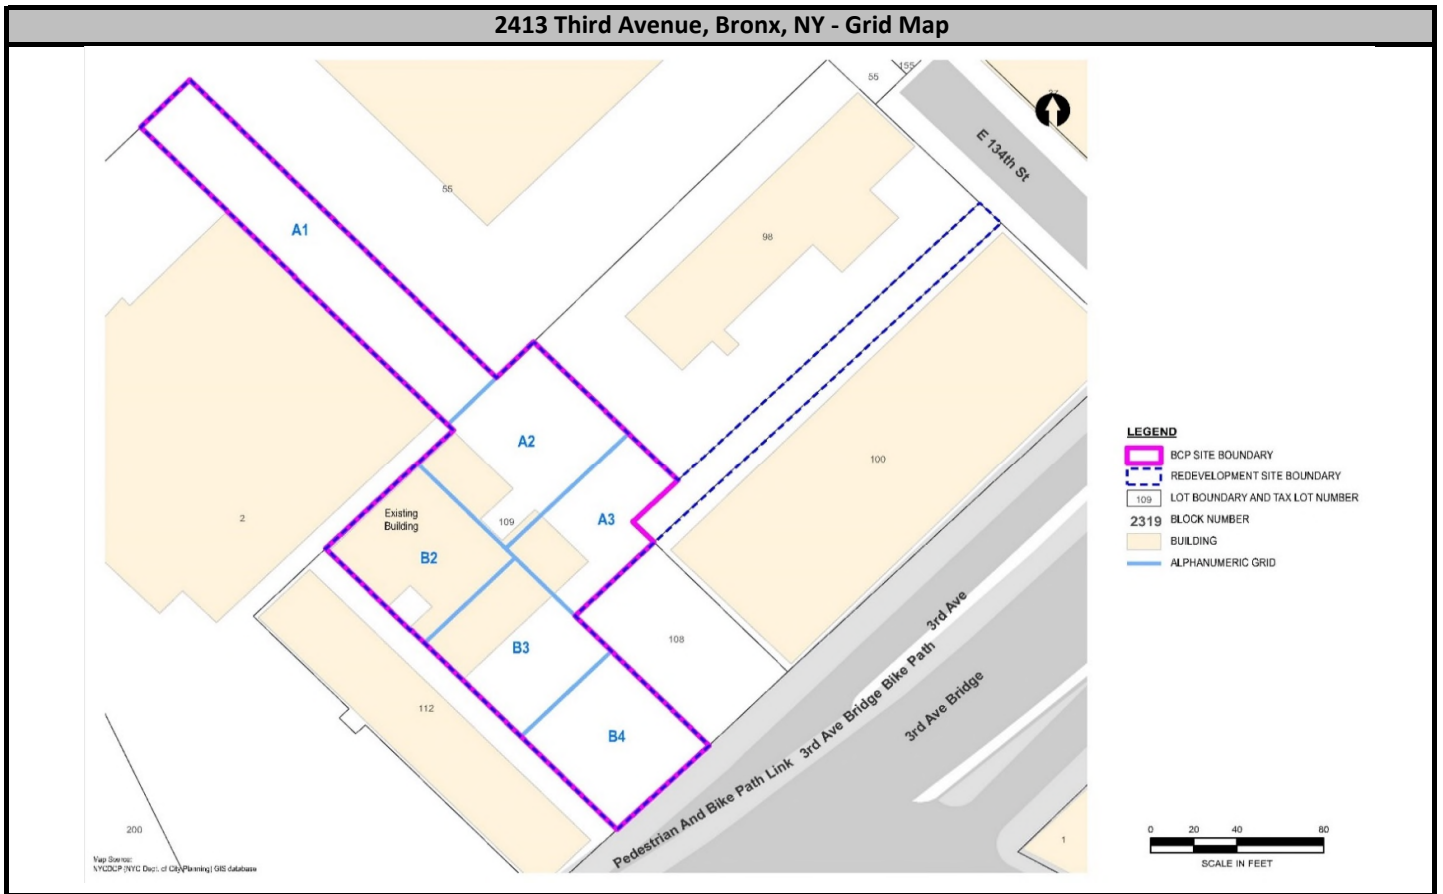 2413 Third Avenue, Bronx, NY - Grid Map
55
155
E 134th St
55
A1
98
A2
100
Existing
Building
109
A3
2
B2
3rd Ave
B3
108
3rd Ave Bridge Bike Path
3rd Ave Bridge
112
B4
Pedestrian And Bike Path Link
200
1
Map Source:
NYCDCP (NYC Dept. of City Planning) GIS database
LEGEND
BCP SITE BOUNDARY
REDEVELOPMENT SITE BOUNDARY
109 LOT BOUNDARY AND TAX LOT NUMBER
2319 BLOCK NUMBER
BUILDING
ALPHANUMERIC GRID
0 20 40 80
SCALE IN FEET